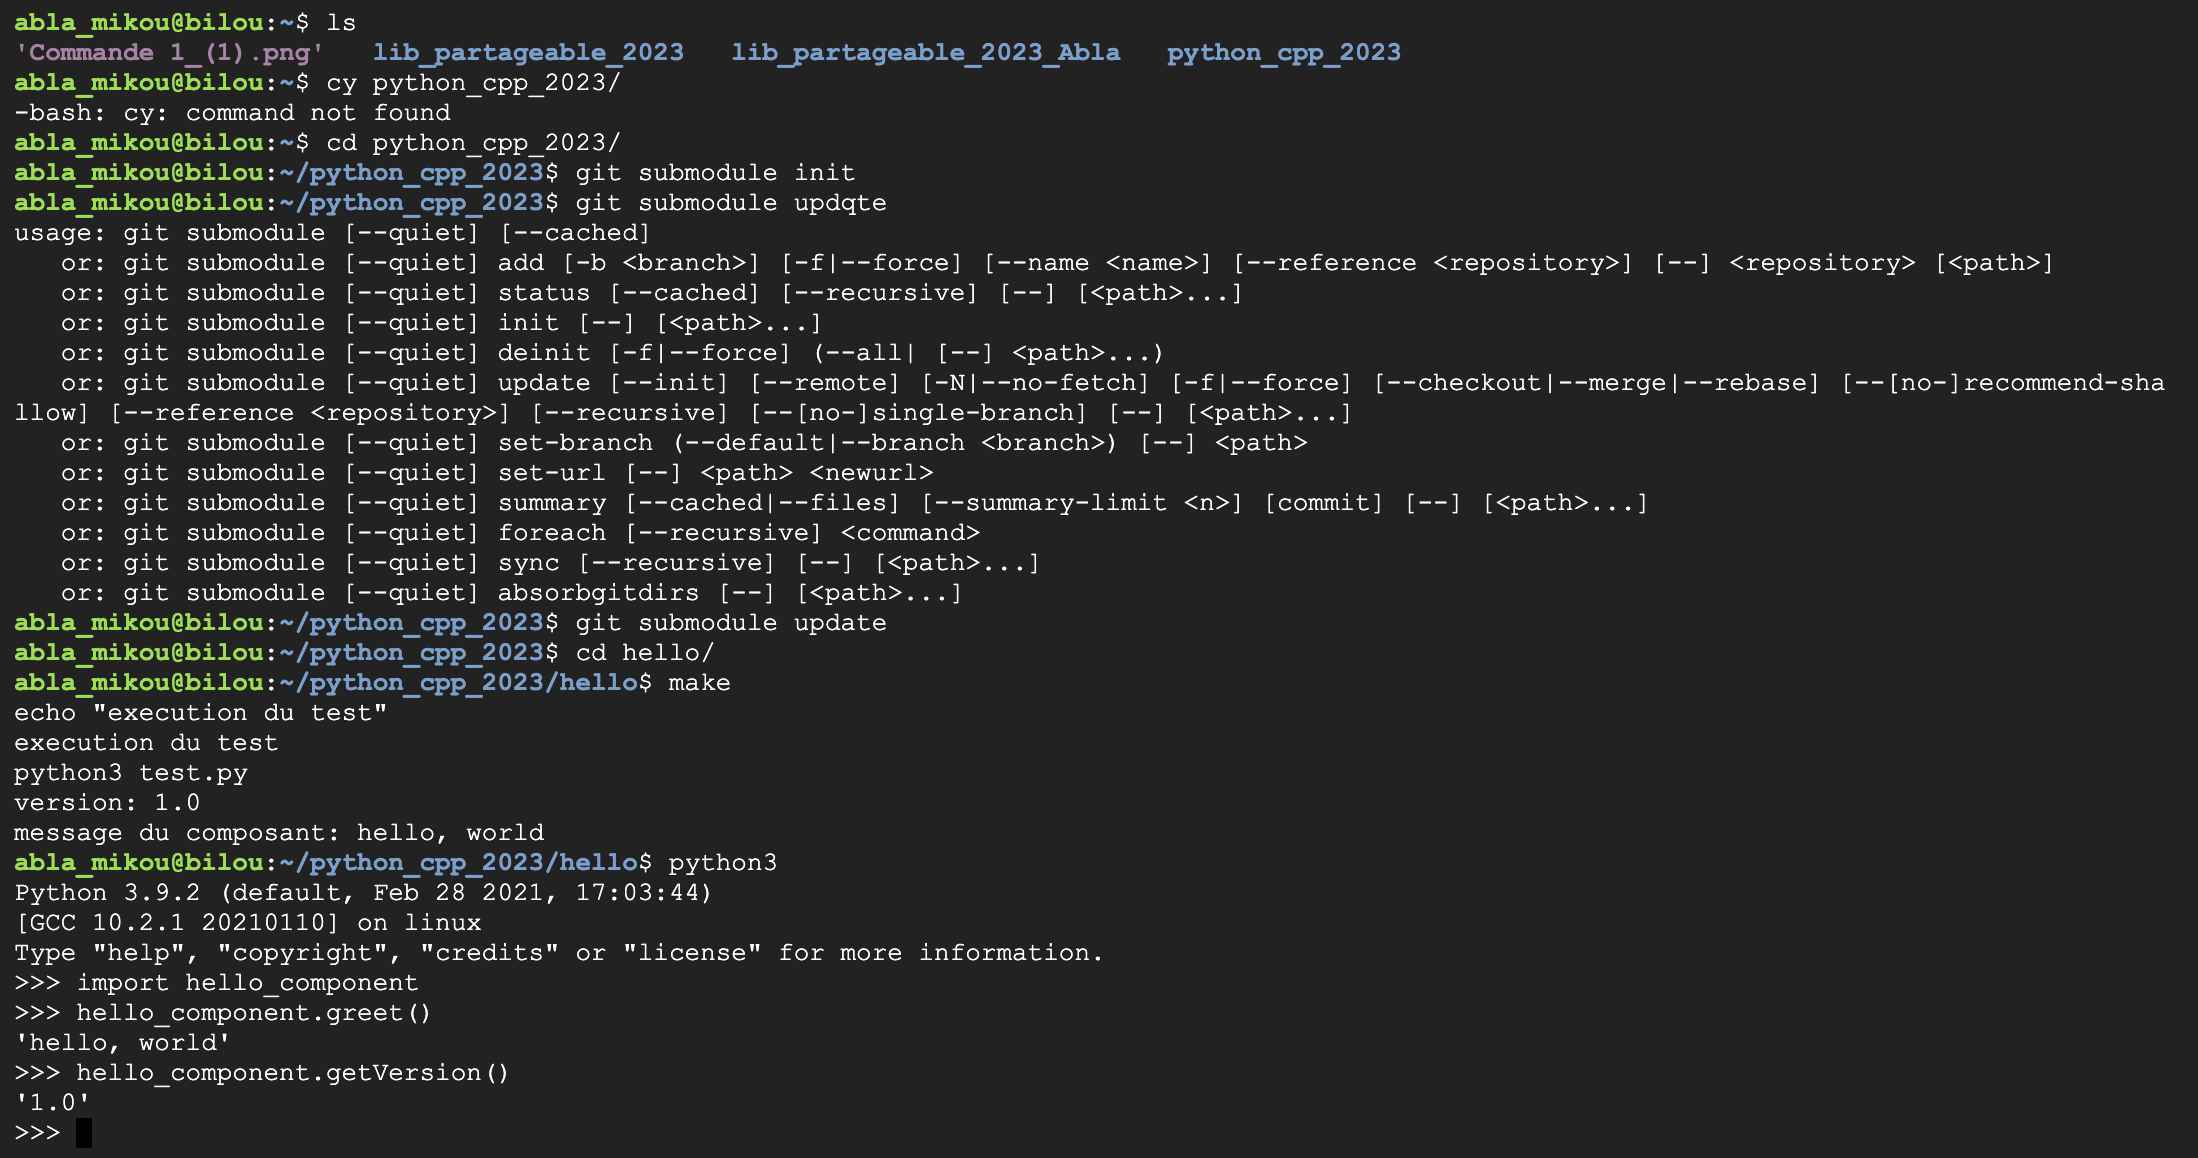 abla_mikou@bilou:~$ ls
'Commande 1_(1).png'   lib_partageable_2023   lib_partageable_2023_Abla   python_cpp_2023
abla_mikou@bilou:~$ cy python_cpp_2023/
-bash: cy: command not found
abla_mikou@bilou:~$ cd python_cpp_2023/
abla_mikou@bilou:~/python_cpp_2023$ git submodule init
abla_mikou@bilou:~/python_cpp_2023$ git submodule updqte
usage: git submodule [--quiet] [--cached]
   or: git submodule [--quiet] add [-b <branch>] [-f|--force] [--name <name>] [--reference <repository>] [--] <repository> [<path>]
   or: git submodule [--quiet] status [--cached] [--recursive] [--] [<path>...]
   or: git submodule [--quiet] init [--] [<path>...]
   or: git submodule [--quiet] deinit [-f|--force] (--all| [--] <path>...)
   or: git submodule [--quiet] update [--init] [--remote] [-N|--no-fetch] [-f|--force] [--checkout|--merge|--rebase] [--[no-]recommend-sha
llow] [--reference <repository>] [--recursive] [--[no-]single-branch] [--] [<path>...]
   or: git submodule [--quiet] set-branch (--default|--branch <branch>) [--] <path>
   or: git submodule [--quiet] set-url [--] <path> <newurl>
   or: git submodule [--quiet] summary [--cached|--files] [--summary-limit <n>] [commit] [--] [<path>...]
   or: git submodule [--quiet] foreach [--recursive] <command>
   or: git submodule [--quiet] sync [--recursive] [--] [<path>...]
   or: git submodule [--quiet] absorbgitdirs [--] [<path>...]
abla_mikou@bilou:~/python_cpp_2023$ git submodule update
abla_mikou@bilou:~/python_cpp_2023$ cd hello/
abla_mikou@bilou:~/python_cpp_2023/hello$ make
echo "execution du test"
execution du test
python3 test.py
version: 1.0
message du composant: hello, world
abla_mikou@bilou:~/python_cpp_2023/hello$ python3
Python 3.9.2 (default, Feb 28 2021, 17:03:44)
[GCC 10.2.1 20210110] on linux
Type "help", "copyright", "credits" or "license" for more information.
>>> import hello_component
>>> hello_component.greet()
'hello, world'
>>> hello_component.getVersion()
'1.0'
>>>